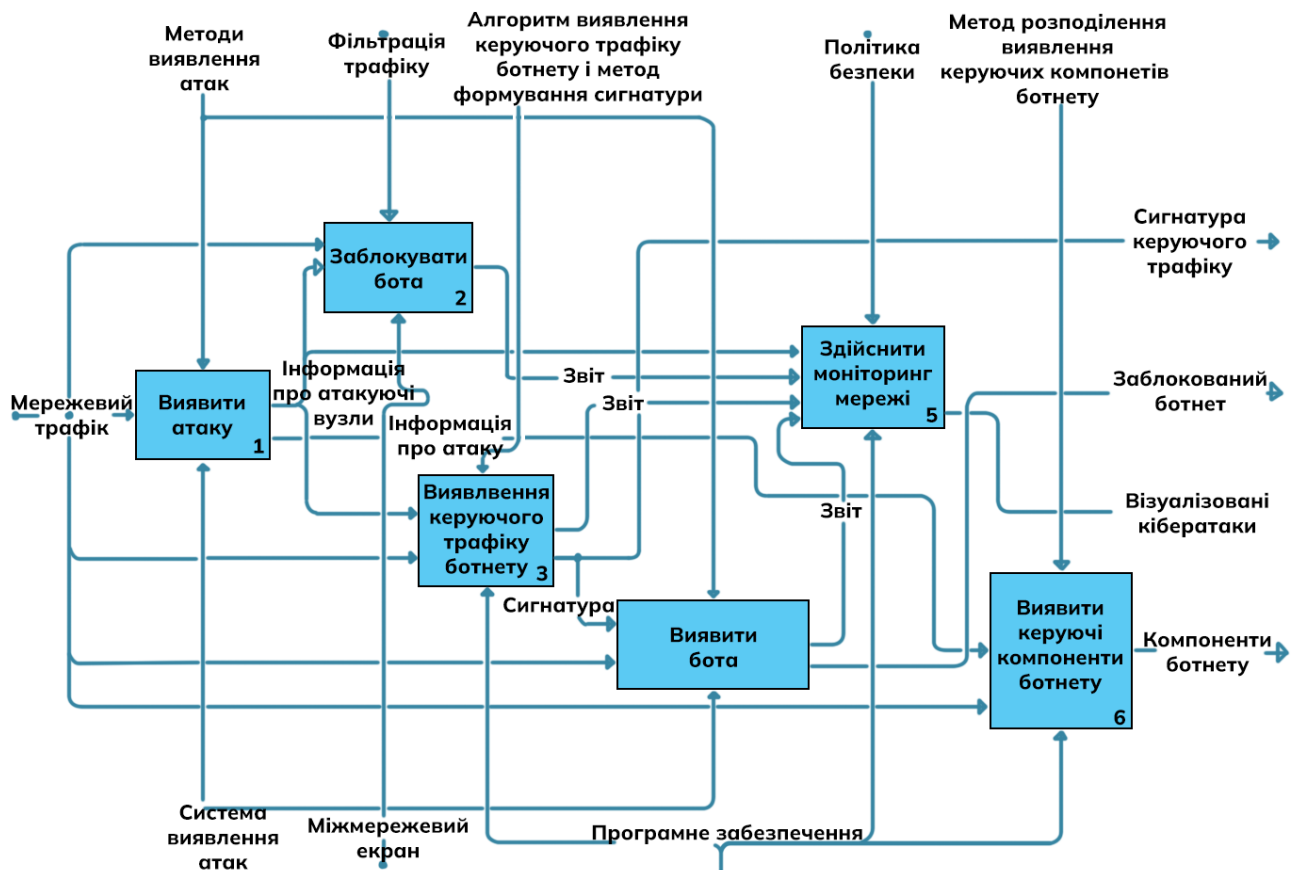 Методи
виявлення
атак
Фільтрація
трафіку
Алгоритм виявлення
керуючого трафіку
ботнету і метод
формування сигнатури
Політика
безпеки
Метод розподілення
виявлення
керуючих компонетів
ботнету
Заблокувати
бота
2
Сигнатура
керуючого
трафіку
Мережевий
трафік
Виявити
атаку
1
Інформація
про атакуючі
вузли
Звіт
Звіт
Здійснити
моніторинг
мережі
5
Заблокований
ботнет
Інформація
про атаку
Виявлвення
керуючого
трафіку
ботнету
3
Звіт
Візуалізовані
кібератаки
Сигнатура
Виявити
бота
Виявити
керуючі
компоненти
ботнету
6
Компоненти
ботнету
Система
виявлення
атак
Міжмережевий
екран
Програмне забезпечення